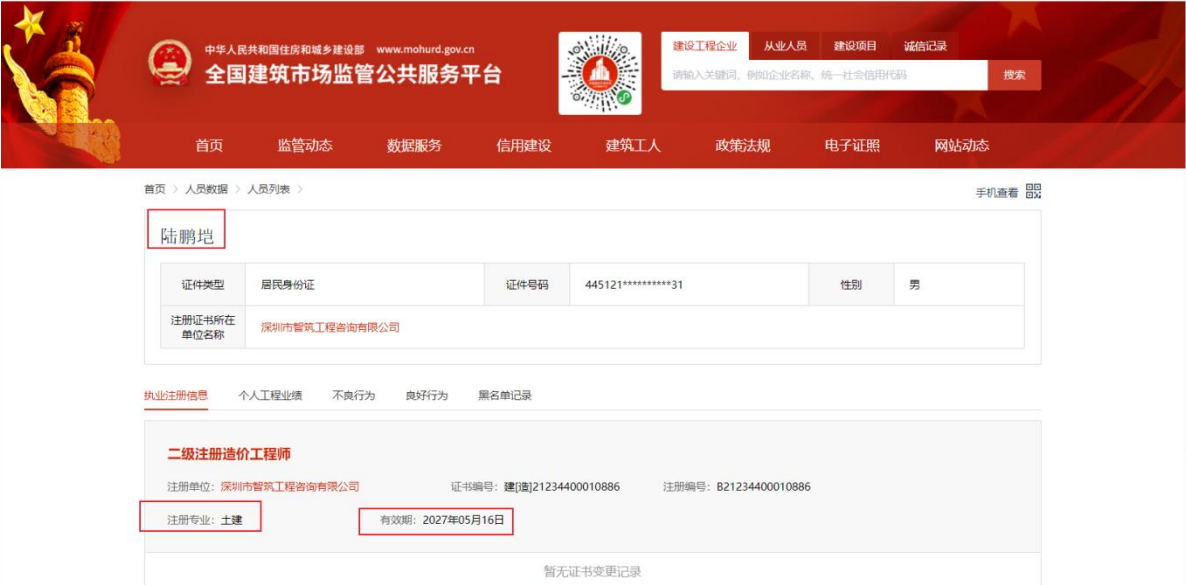 中华人民共和国住房和城乡建设部 www.mohurd.gov.cn
全国建筑市场监管公共服务平台
建设工程企业 从业人员 建设项目 诚信记录
请输入关键词，例如企业名称、统一社会信用代码 搜索
首页 监管动态 数据服务 信用建设 建筑工人 政策法规 电子证照 网站动态
首页 > 人员数据 > 人员列表 >
手机查看
陆鹏垲
证件类型 居民身份证 证件号码 445121**********31 性别 男
注册证书所在
单位名称
深圳市智筑工程咨询有限公司
执业注册信息 个人工程业绩 不良行为 良好行为 黑名单记录
二级注册造价工程师
注册单位：深圳市智筑工程咨询有限公司 证书编号：建[造]21234400010886 注册编号：B21234400010886
注册专业：土建 有效期：2027年05月16日
暂无证书变更记录